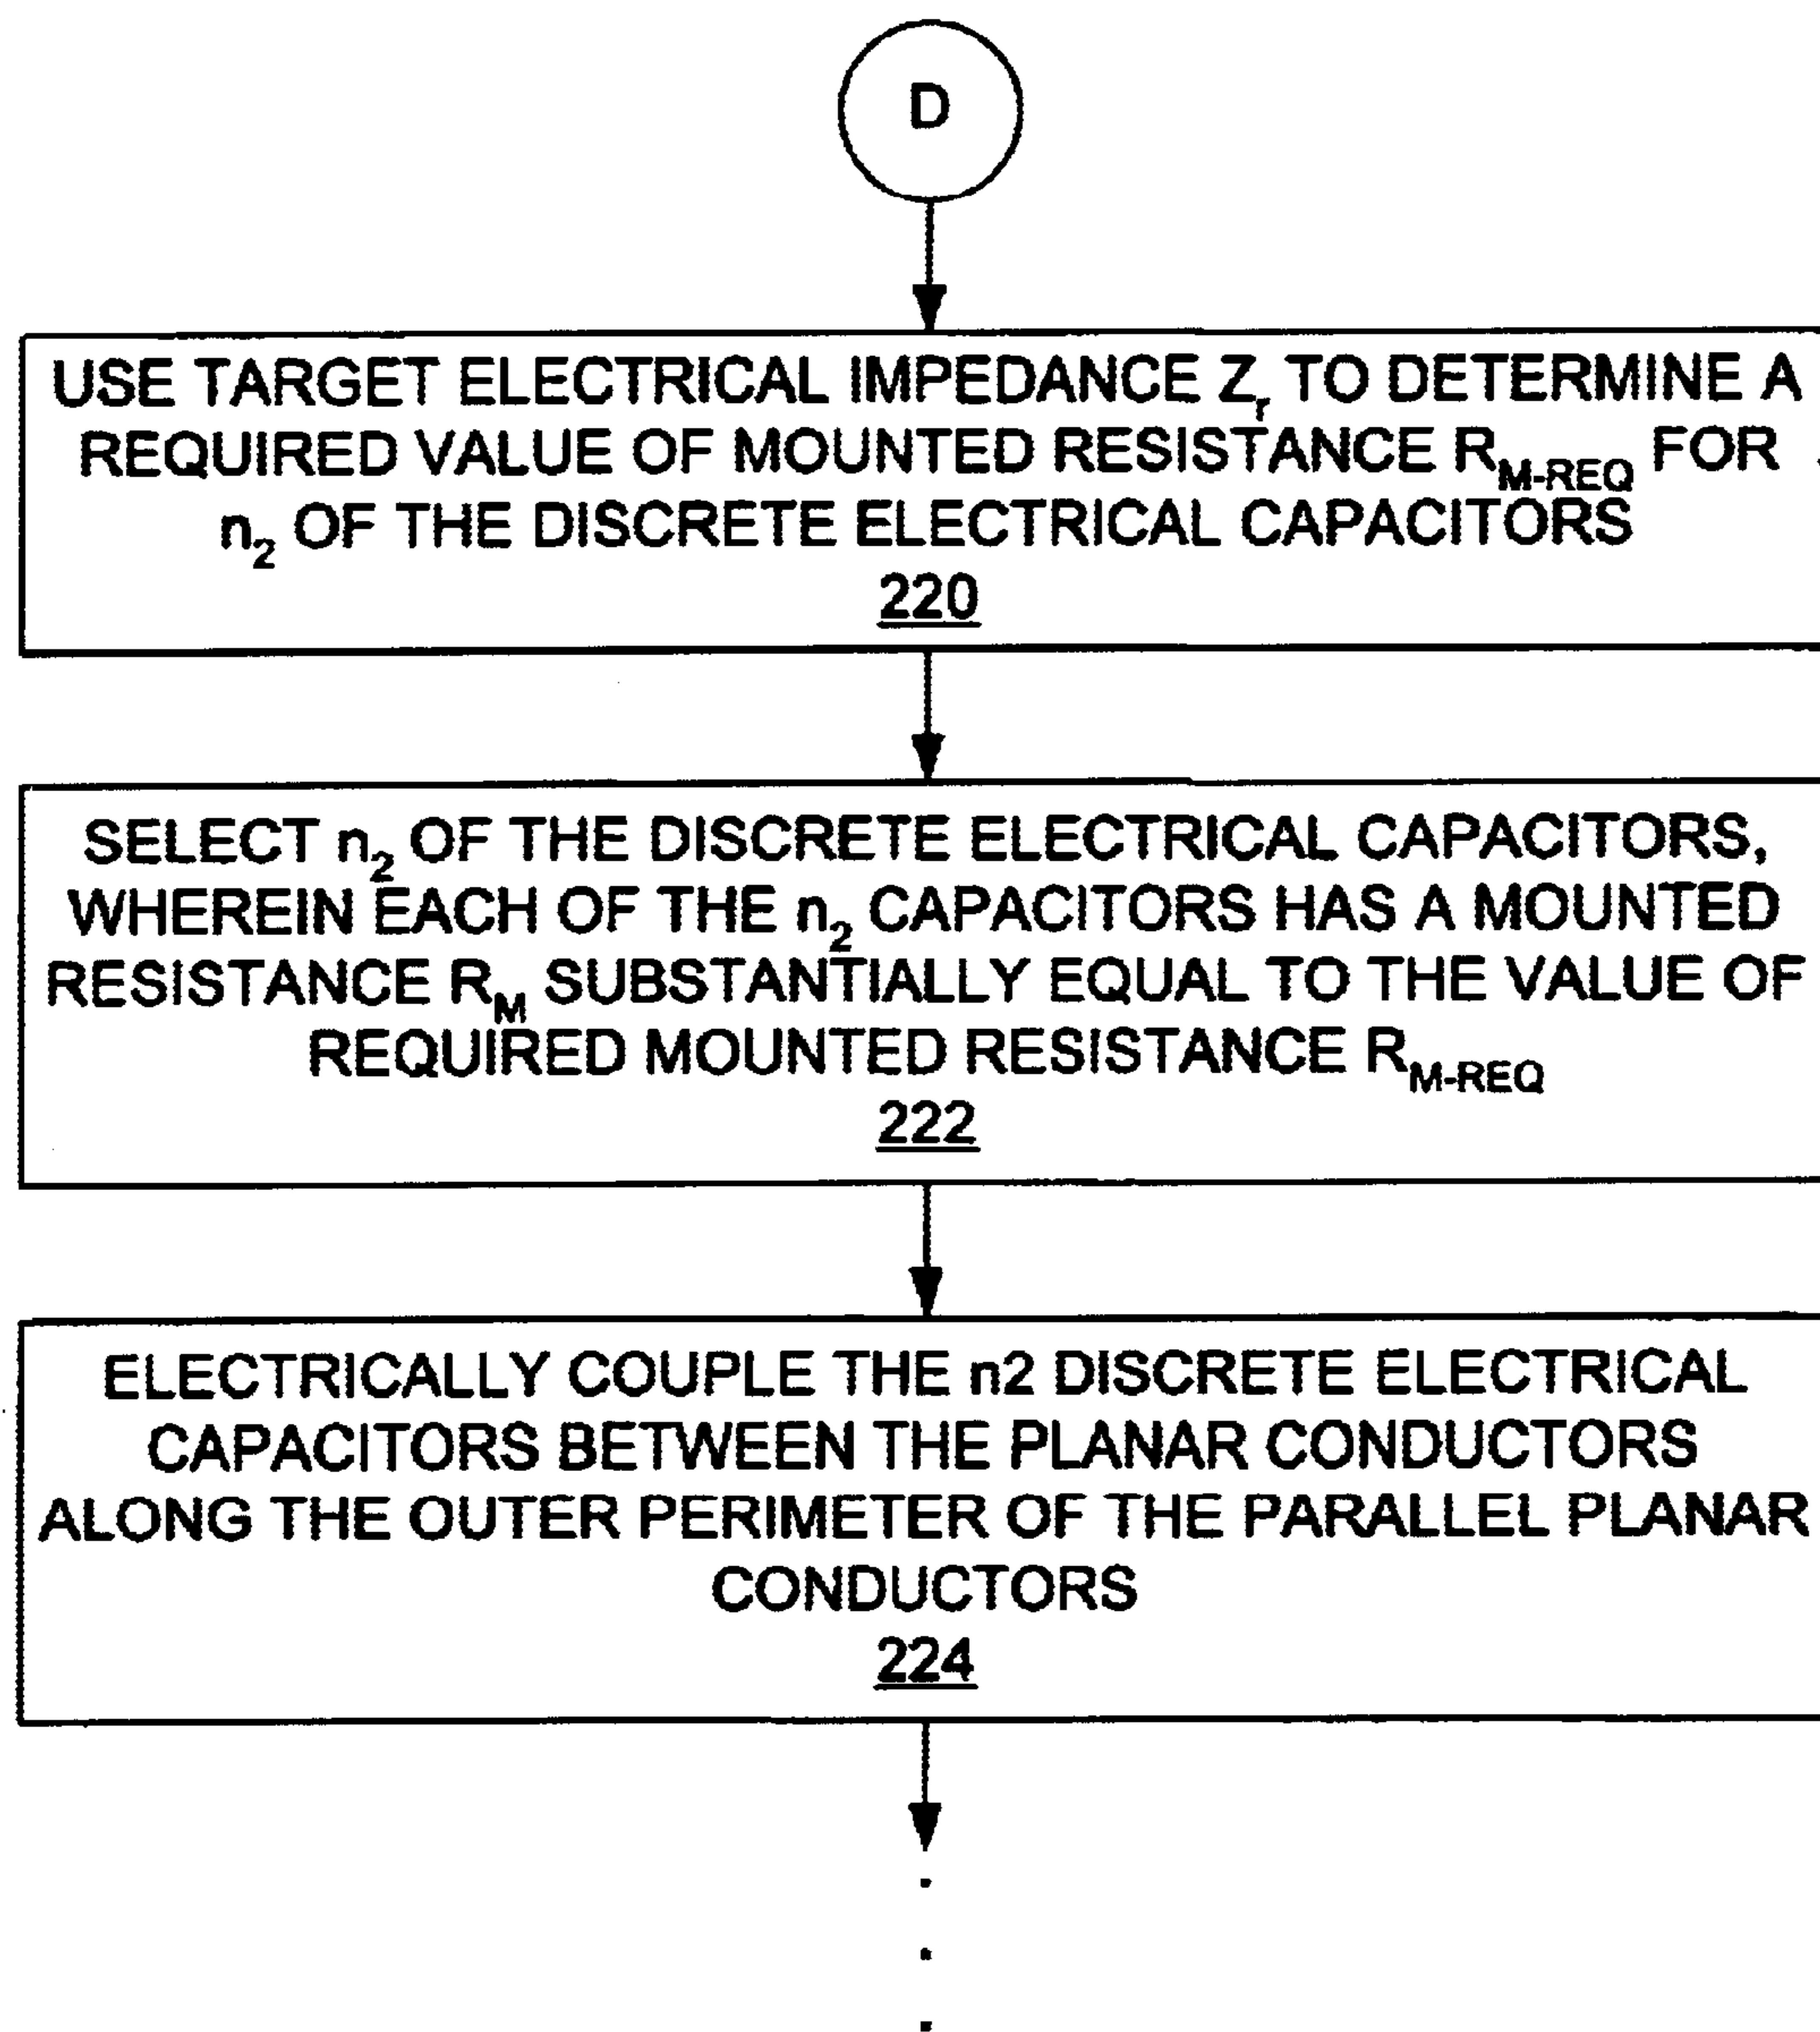 D
USE TARGET ELECTRICAL IMPEDANCE Zr TO DETERMINE A
REQUIRED VALUE OF MOUNTED RESISTANCE RM-REQ FOR
n2 OF THE DISCRETE ELECTRICAL CAPACITORS
220
SELECT n2 OF THE DISCRETE ELECTRICAL CAPACITORS,
WHEREIN EACH OF THE n2 CAPACITORS HAS A MOUNTED
RESISTANCE RM SUBSTANTIALLY EQUAL TO THE VALUE OF
REQUIRED MOUNTED RESISTANCE RM-REQ
222
ELECTRICALLY COUPLE THE n2 DISCRETE ELECTRICAL
CAPACITORS BETWEEN THE PLANAR CONDUCTORS
ALONG THE OUTER PERIMETER OF THE PARALLEL PLANAR
CONDUCTORS
224